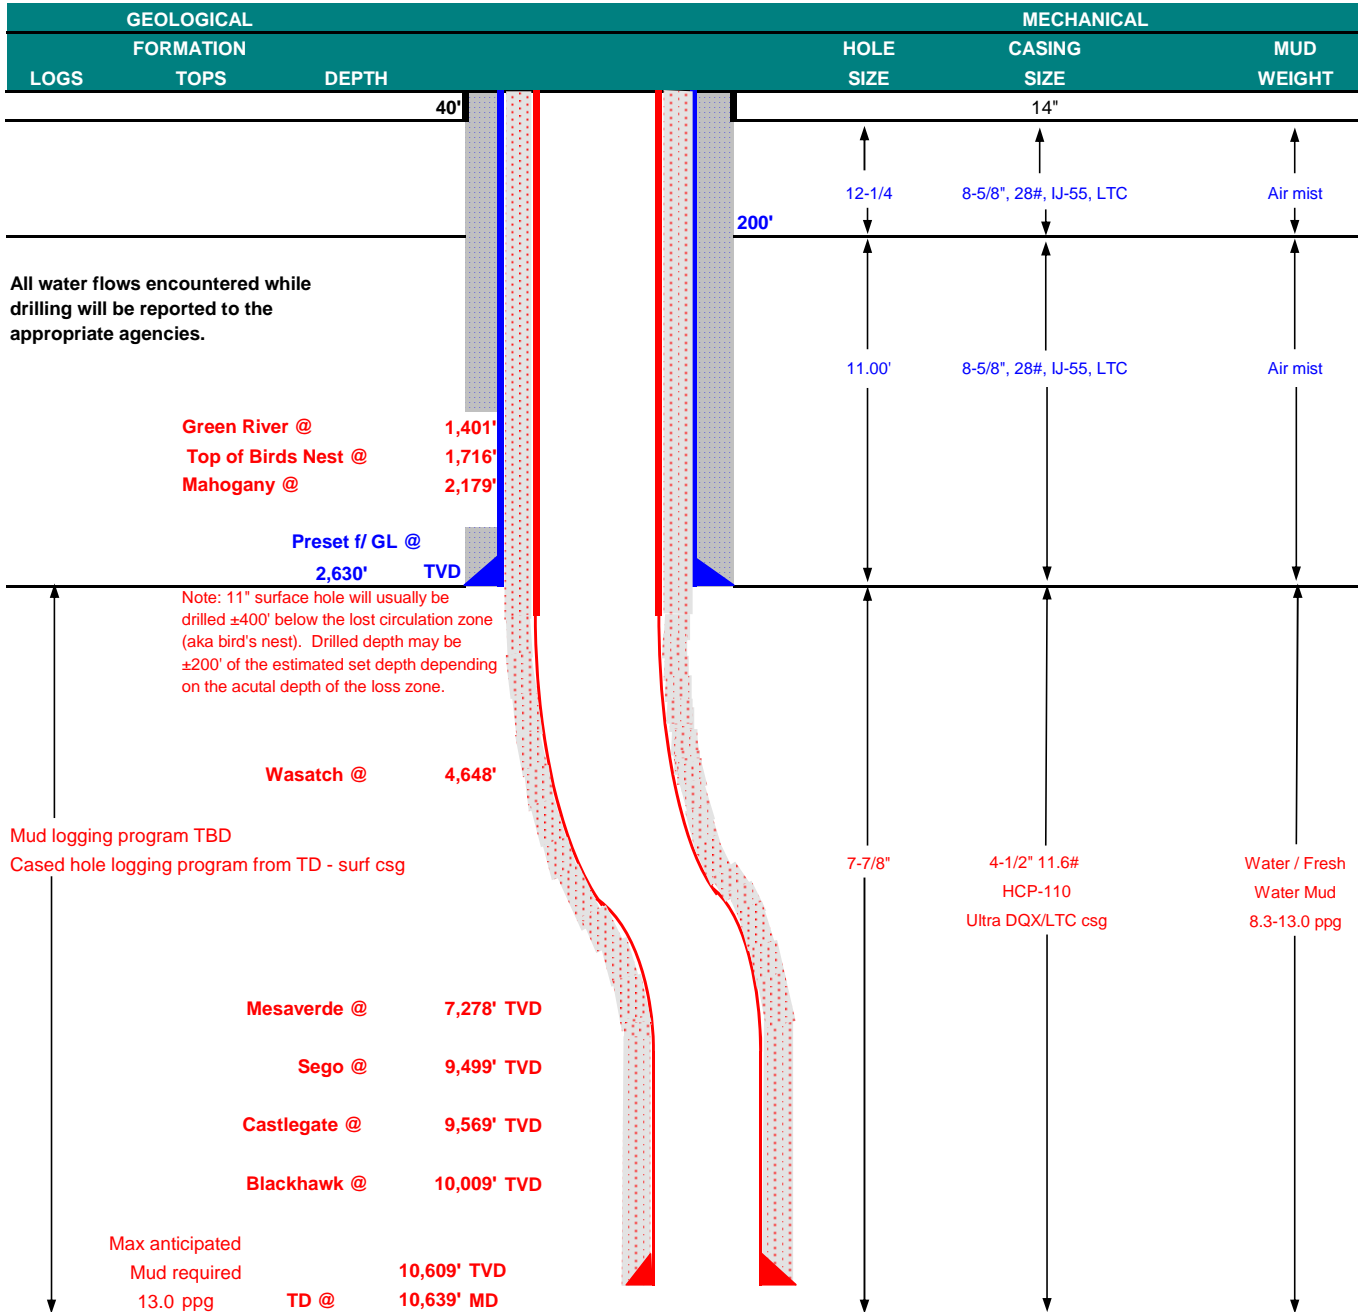 GEOLOGICAL MECHANICAL
FORMATION HOLE CASING MUD
LOGS TOPS DEPTH SIZE SIZE WEIGHT
40' 14"
12-1/4 8-5/8", 28#, IJ-55, LTC Air mist
200'
All water flows encountered while
drilling will be reported to the
appropriate agencies.
11.00' 8-5/8", 28#, IJ-55, LTC Air mist
Green River @ 1,401'
Top of Birds Nest @ 1,716'
Mahogany @ 2,179'
Preset f/ GL @
2,630' TVD
Note: 11" surface hole will usually be
drilled ±400' below the lost circulation zone
(aka bird's nest). Drilled depth may be
±200' of the estimated set depth depending
on the acutal depth of the loss zone.
Wasatch @ 4,648'
Mud logging program TBD
Cased hole logging program from TD - surf csg
7-7/8" 4-1/2" 11.6# Water / Fresh
HCP-110 Water Mud
Ultra DQX/LTC csg 8.3-13.0 ppg
Mesaverde @ 7,278' TVD
Sego @ 9,499' TVD
Castlegate @ 9,569' TVD
Blackhawk @ 10,009' TVD
Max anticipated
Mud required 10,609' TVD
13.0 ppg TD @ 10,639' MD